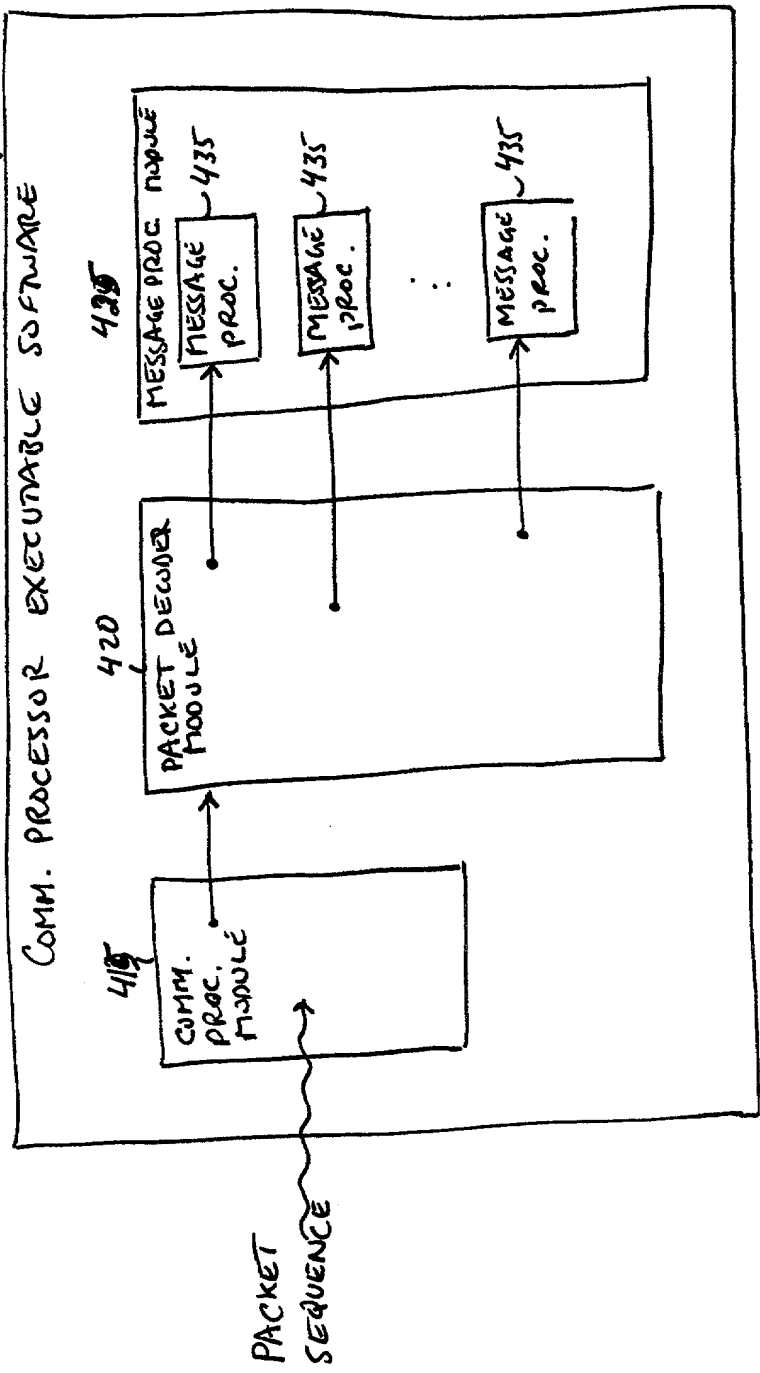 COMM. PROCESSOR EXECUTABLE SOFTWARE
PACKET
SEQUENCE
COMM.
PROC.
MODULE
420
PACKET DECODER
MODULE
MESSAGE PROC. MODULE
MESSAGE
PROC.
435
MESSAGE
PROC.
435
MESSAGE
PROC.
435